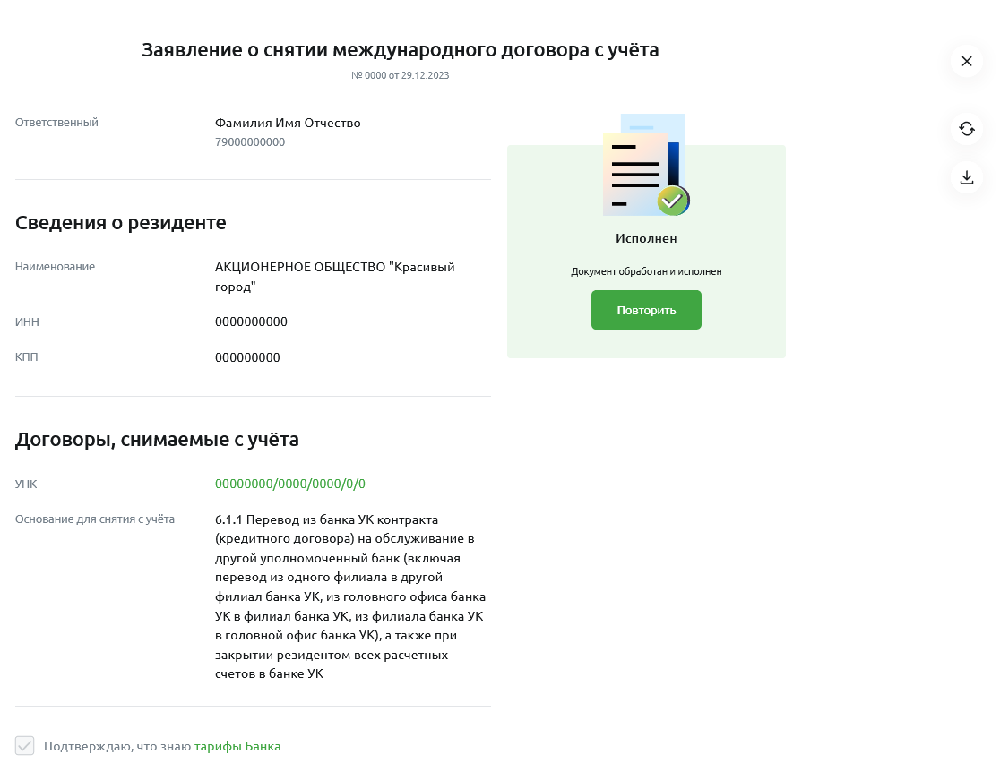 Заявление о снятии международного договора с учёта
№ 0000 от 29.12.2023
Ответственный
Фамилия Имя Отчество
79000000000
Сведения о резиденте
Наименование
АКЦИОНЕРНОЕ ОБЩЕСТВО "Красивый
город"
ИНН
0000000000
КПП
000000000
Договоры, снимаемые с учёта
УНК
00000000/0000/0000/0/0
Основание для снятия с учёта
6.1.1 Перевод из банка УК контракта
(кредитного договора) на обслуживание в
другой уполномоченный банк (включая
перевод из одного филиала в другой
филиал банка УК, из головного офиса банка
УК в филиал банка УК, из филиала банка УК
в головной офис банка УК), а также при
закрытии резидентом всех расчетных
счетов в банке УК
Подтверждаю, что знаю тарифы Банка
Исполнен
Документ обработан и исполнен
Повторить